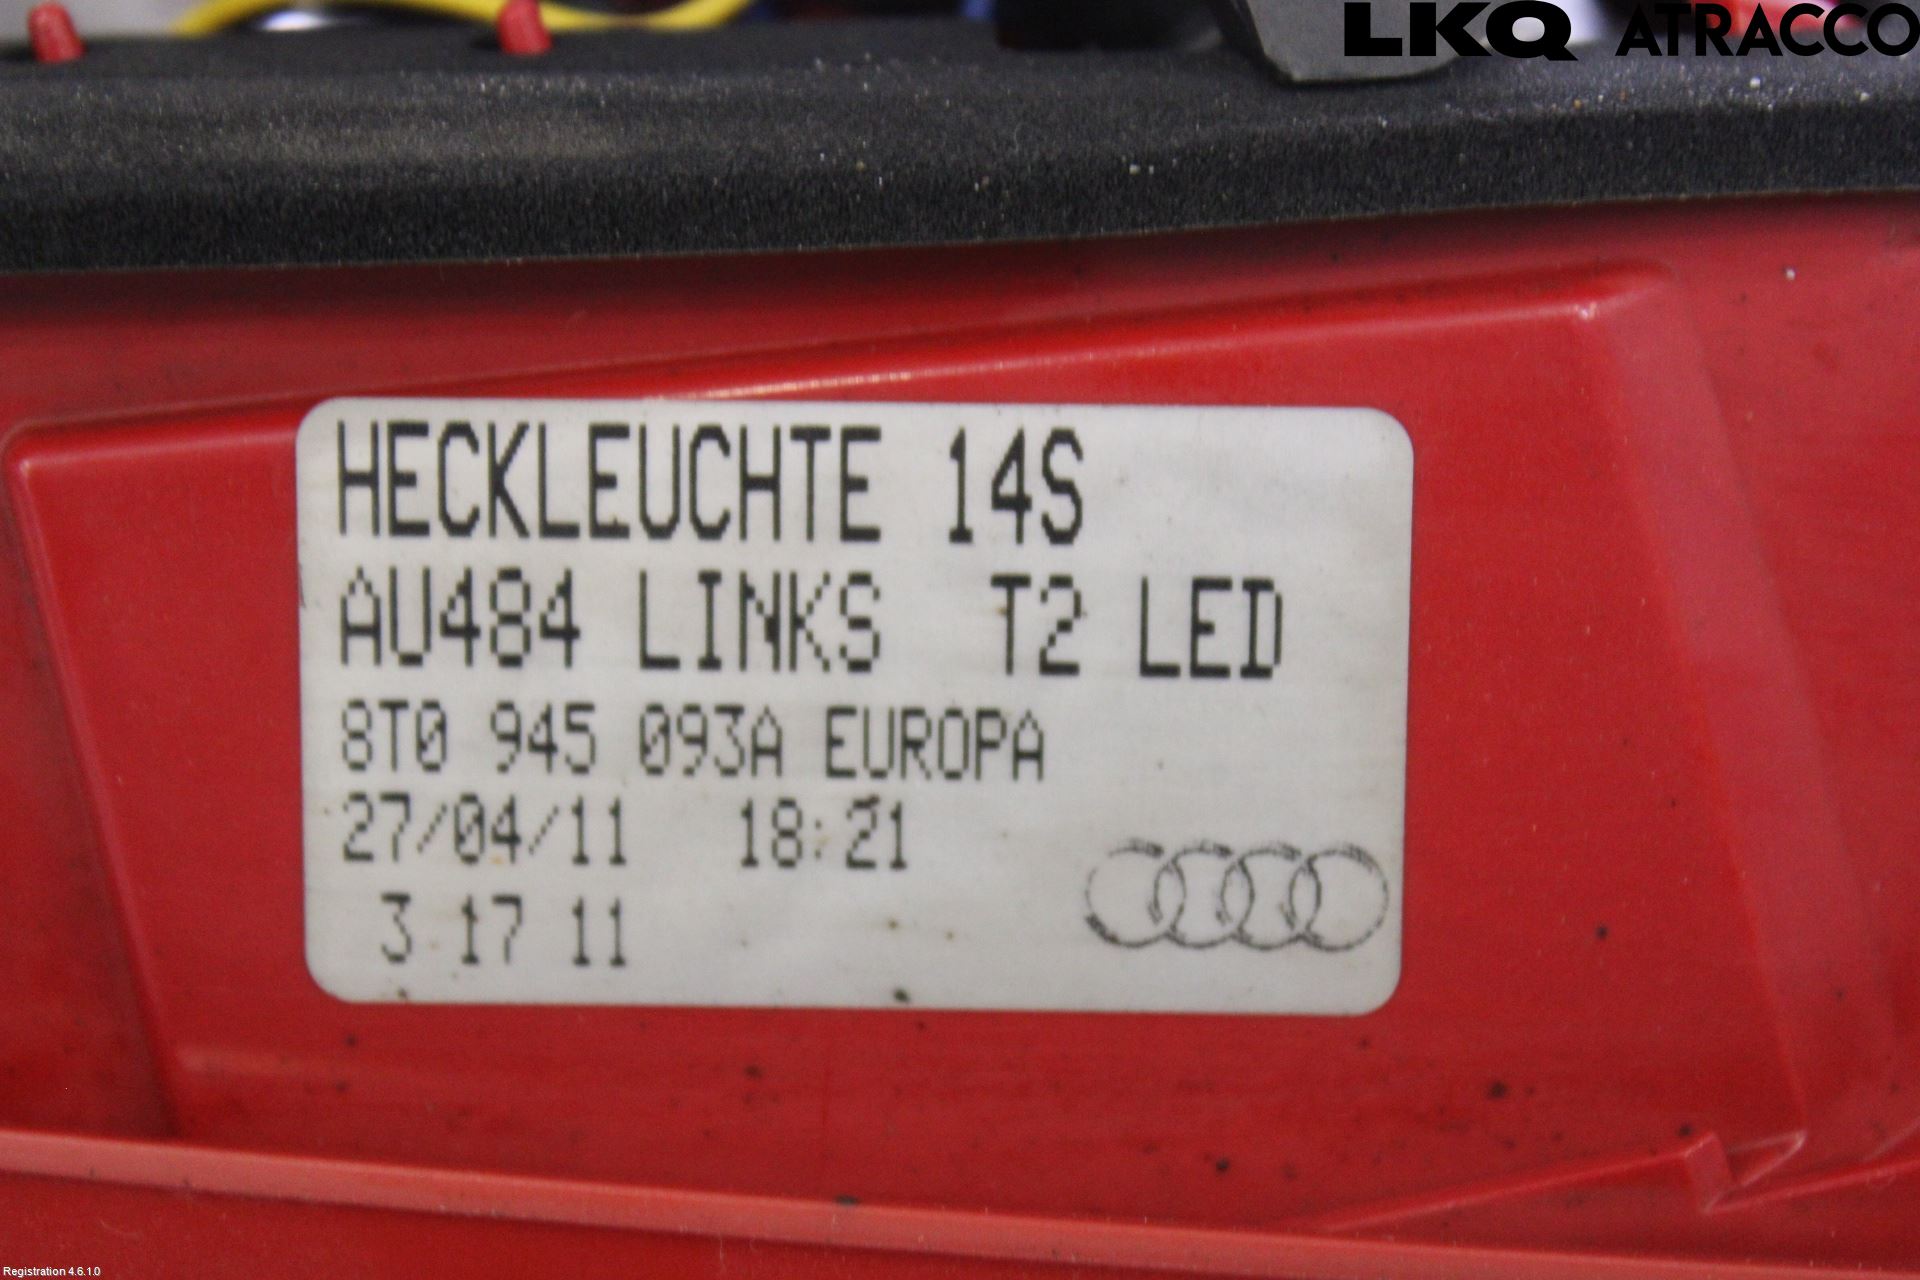 LKQ ATRACCO
HECKLEUCHTE 14S
AU484 LINKS T2 LED
8T0 945 093A EUROPA
27/04/11 18:21
3 17 11
Registration 4.6.1.0